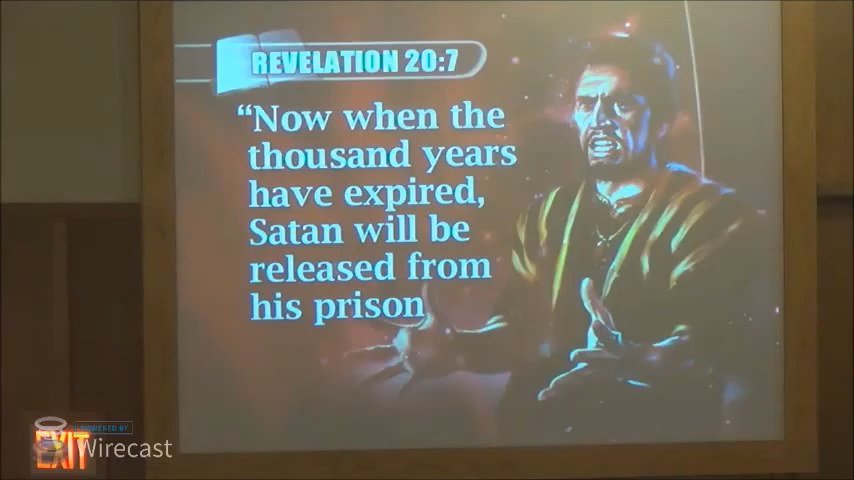 REVELATION 20:7
“Now when the
thousand years
have expired,
Satan will be
released from
his prison
POWERED BY
Wirecast
EXIT